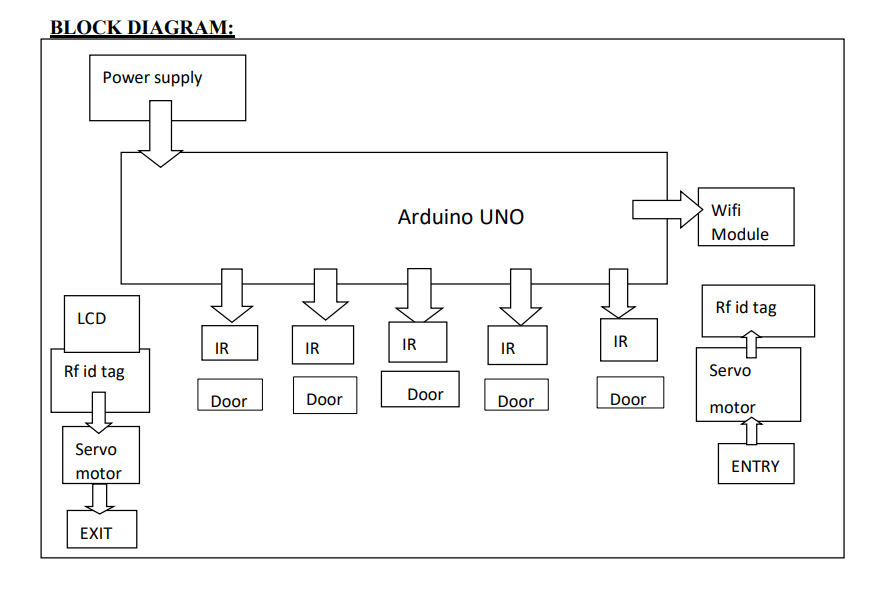 BLOCK DIAGRAM:
Power supply
Arduino UNO
Wifi
Module
LCD
Rf id tag
Servo
motor
EXIT
IR
IR
IR
IR
IR
Door
Door
Door
Door
Door
Rf id tag
Servo
motor
ENTRY